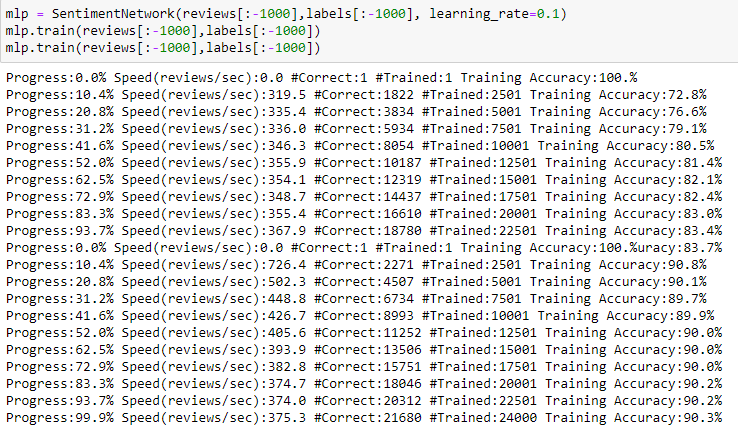 mlp = SentimentNetwork(reviews[:-1000],labels[:-1000], learning_rate=0.1)
mlp.train(reviews[:-1000],labels[:-1000])
mlp.train(reviews[:-1000],labels[:-1000])
Progress:0.0% Speed(reviews/sec):0.0 #Correct:1 #Trained:1 Training Accuracy:100.%
Progress:10.4% Speed(reviews/sec):319.5 #Correct:1822 #Trained:2501 Training Accuracy:72.8%
Progress:20.8% Speed(reviews/sec):335.4 #Correct:3834 #Trained:5001 Training Accuracy:76.6%
Progress:31.2% Speed(reviews/sec):336.0 #Correct:5934 #Trained:7501 Training Accuracy:79.1%
Progress:41.6% Speed(reviews/sec):346.3 #Correct:8054 #Trained:10001 Training Accuracy:80.5%
Progress:52.0% Speed(reviews/sec):355.9 #Correct:10187 #Trained:12501 Training Accuracy:81.4%
Progress:62.5% Speed(reviews/sec):354.1 #Correct:12319 #Trained:15001 Training Accuracy:82.1%
Progress:72.9% Speed(reviews/sec):348.7 #Correct:14437 #Trained:17501 Training Accuracy:82.4%
Progress:83.3% Speed(reviews/sec):355.4 #Correct:16610 #Trained:20001 Training Accuracy:83.0%
Progress:93.7% Speed(reviews/sec):367.9 #Correct:18780 #Trained:22501 Training Accuracy:83.4%
Progress:0.0% Speed(reviews/sec):0.0 #Correct:1 #Trained:1 Training Accuracy:100.%uracy:83.7%
Progress:10.4% Speed(reviews/sec):726.4 #Correct:2271 #Trained:2501 Training Accuracy:90.8%
Progress:20.8% Speed(reviews/sec):502.3 #Correct:4507 #Trained:5001 Training Accuracy:90.1%
Progress:31.2% Speed(reviews/sec):448.8 #Correct:6734 #Trained:7501 Training Accuracy:89.7%
Progress:41.6% Speed(reviews/sec):426.7 #Correct:8993 #Trained:10001 Training Accuracy:89.9%
Progress:52.0% Speed(reviews/sec):405.6 #Correct:11252 #Trained:12501 Training Accuracy:90.0%
Progress:62.5% Speed(reviews/sec):393.9 #Correct:13506 #Trained:15001 Training Accuracy:90.0%
Progress:72.9% Speed(reviews/sec):382.8 #Correct:15751 #Trained:17501 Training Accuracy:90.0%
Progress:83.3% Speed(reviews/sec):374.7 #Correct:18046 #Trained:20001 Training Accuracy:90.2%
Progress:93.7% Speed(reviews/sec):374.0 #Correct:20312 #Trained:22501 Training Accuracy:90.2%
Progress:99.9% Speed(reviews/sec):375.3 #Correct:21680 #Trained:24000 Training Accuracy:90.3%